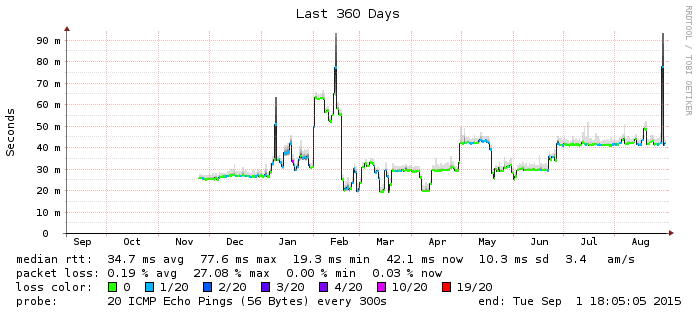 Last 360 Days
RRDTOOL / TOBI OETIKER
Seconds
90 m
80 m
70 m
60 m
50 m
40 m
30 m
20 m
10 m
0
Sep Oct Nov Dec Jan Feb Mar Apr May Jun Jul Aug
median rtt: 34.7 ms avg 77.6 ms max 19.3 ms min 42.1 ms now 10.3 ms sd 3.4 am/s
packet loss: 0.19 % avg 27.08 % max 0.00 % min 0.03 % now
loss color: 0 1/20 2/20 3/20 4/20 10/20 19/20
probe: 20 ICMP Echo Pings (56 Bytes) every 300s end: Tue Sep 1 18:05:05 2015